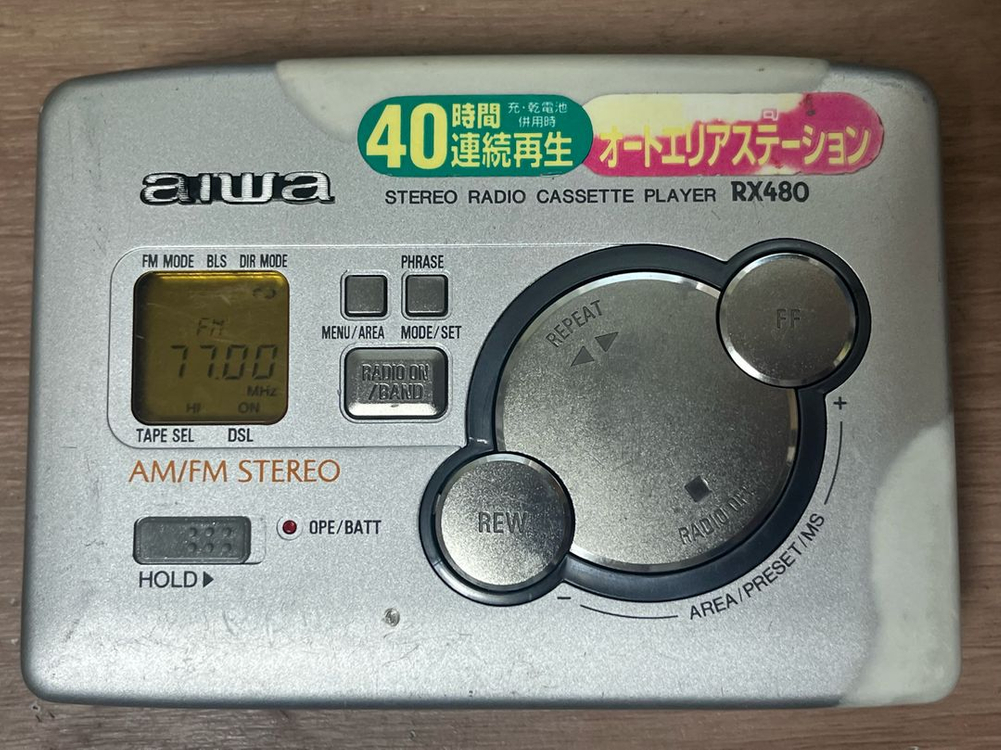 40時間
充・乾電池
併用時
連続再生
オートエリアステーション
aiwa
STEREO RADIO CASSETTE PLAYER RX480
FM MODE BLS DIR MODE
FM
77.00
MHz
HI ON
TAPE SEL DSL
PHRASE
MENU/AREA MODE/SET
RADIO ON
/BAND
REPEAT
FF
REW
RADIO OFF
+
−
AREA/PRESET/MS
AM/FM STEREO
OPE/BATT
HOLD▶